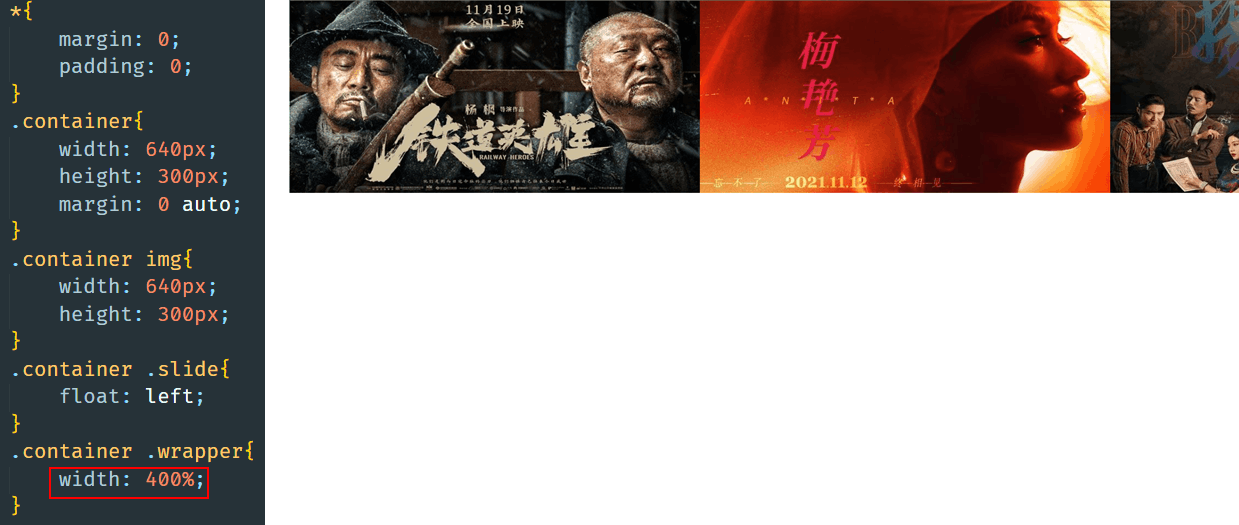 *{
margin: 0;
padding: 0;
}
.container{
width: 640px;
height: 300px;
margin: 0 auto;
}
.container img{
width: 640px;
height: 300px;
}
.container .slide{
float: left;
}
.container .wrapper{
width: 400%;
}
11月19日
全国上映
杨枫 导演作品
铁道英雄
RAILWAY HEROES
梅艳芳
A*N*I*T*A
忘不了
2021.11.12
终相见